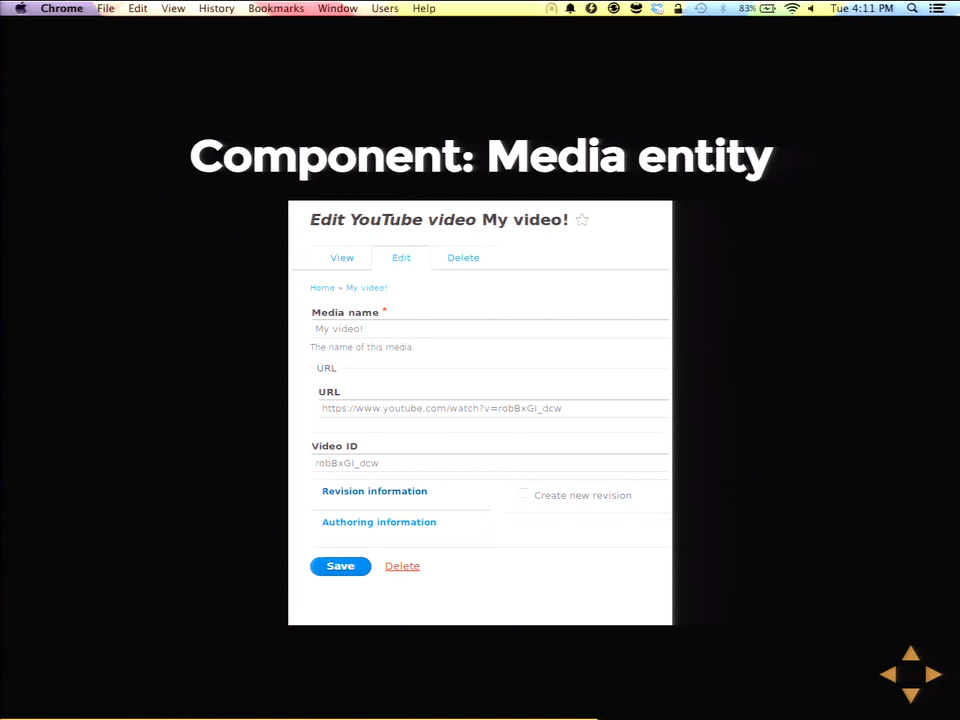 Chrome File Edit View History Bookmarks Window Users Help 83% Tue 4:11 PM
Component: Media entity
Edit YouTube video My video!
View Edit Delete
Home » My video!
Media name *
My video!
The name of this media.
URL
URL
https://www.youtube.com/watch?v=robBxGI_dcw
Video ID
robBxGI_dcw
Revision information
Create new revision
Authoring information
Save Delete